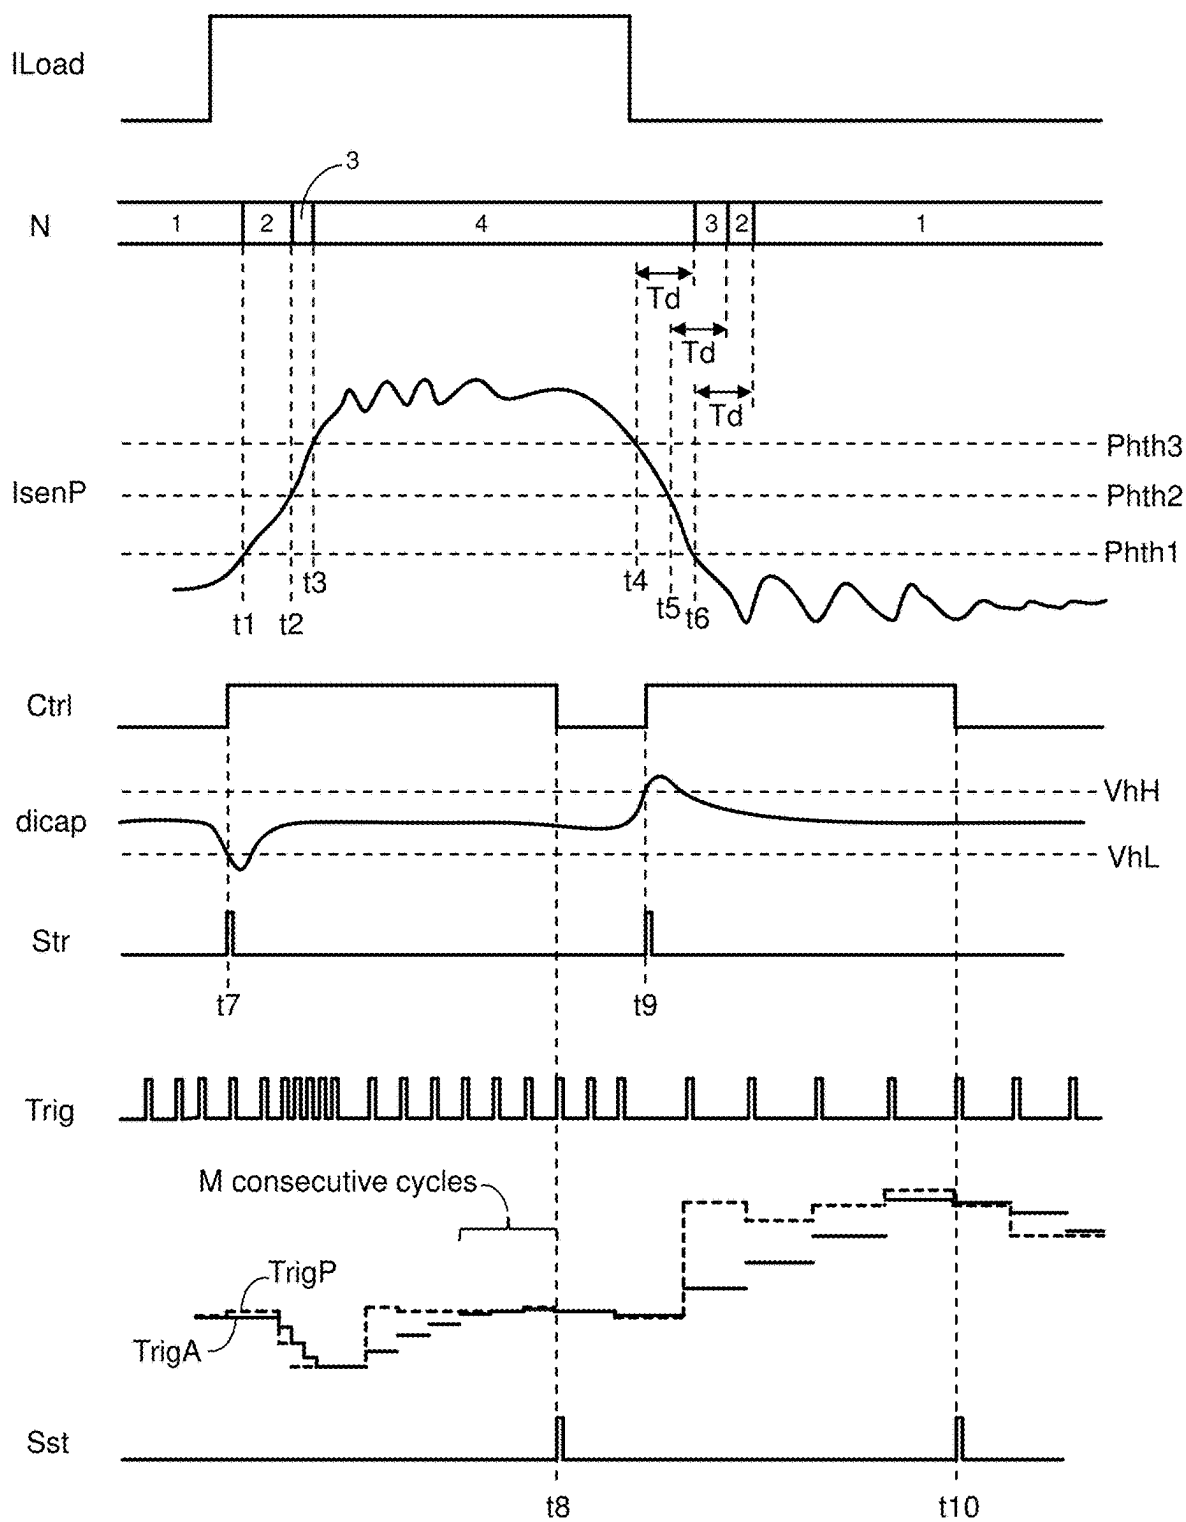 ILoad
3
N
1
2
3
4
3
2
1
Td
Td
Td
Phth3
IsenP
Phth2
Phth1
t3
t4
t5
t6
t1
t2
Ctrl
VhH
dicap
VhL
Str
t7
t9
Trig
M consecutive cycles
TrigP
TrigA
Sst
t8
t10